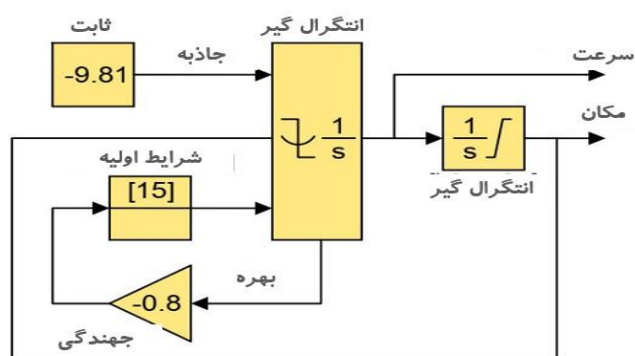 ثابت
انتگرال گیر
-9.81
جاذبه
سرعت
مکان
1
s
1
s
شرایط اولیه
انتگرال گیر
[15]
بهره
-0.8
جهندگی